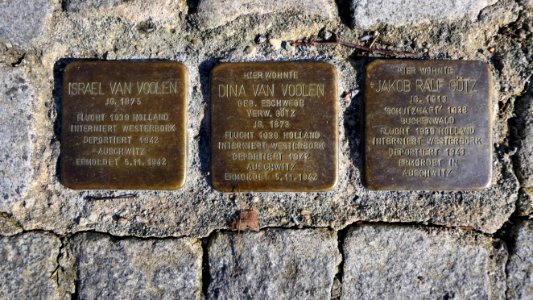 ISRAEL VAN VOOLEN
JG. 1875
FLUCHT 1939 HOLLAND
INTERNIERT WESTERBORK
DEPORTIERT 1942
AUSCHWITZ
ERMORDET 5.11.1942
HIER WOHNTE
DINA VAN VOOLEN
GEB. ESCHWEGE
VERW. GÖTZ
JG. 1873
FLUCHT 1939 HOLLAND
INTERNIERT WESTERBORK
DEPORTIERT 1942
AUSCHWITZ
ERMORDET 5.11.1942
HIER WOHNTE
JAKOB RALF GÖTZ
JG.
'SCHUTZHAFT' 1938
BUCHENWALD
FLUCHT 1939 HOLLAND
INTERNIERT WESTERBORK
DEPORTIERT
ERMORDET IN
AUSCHWITZ